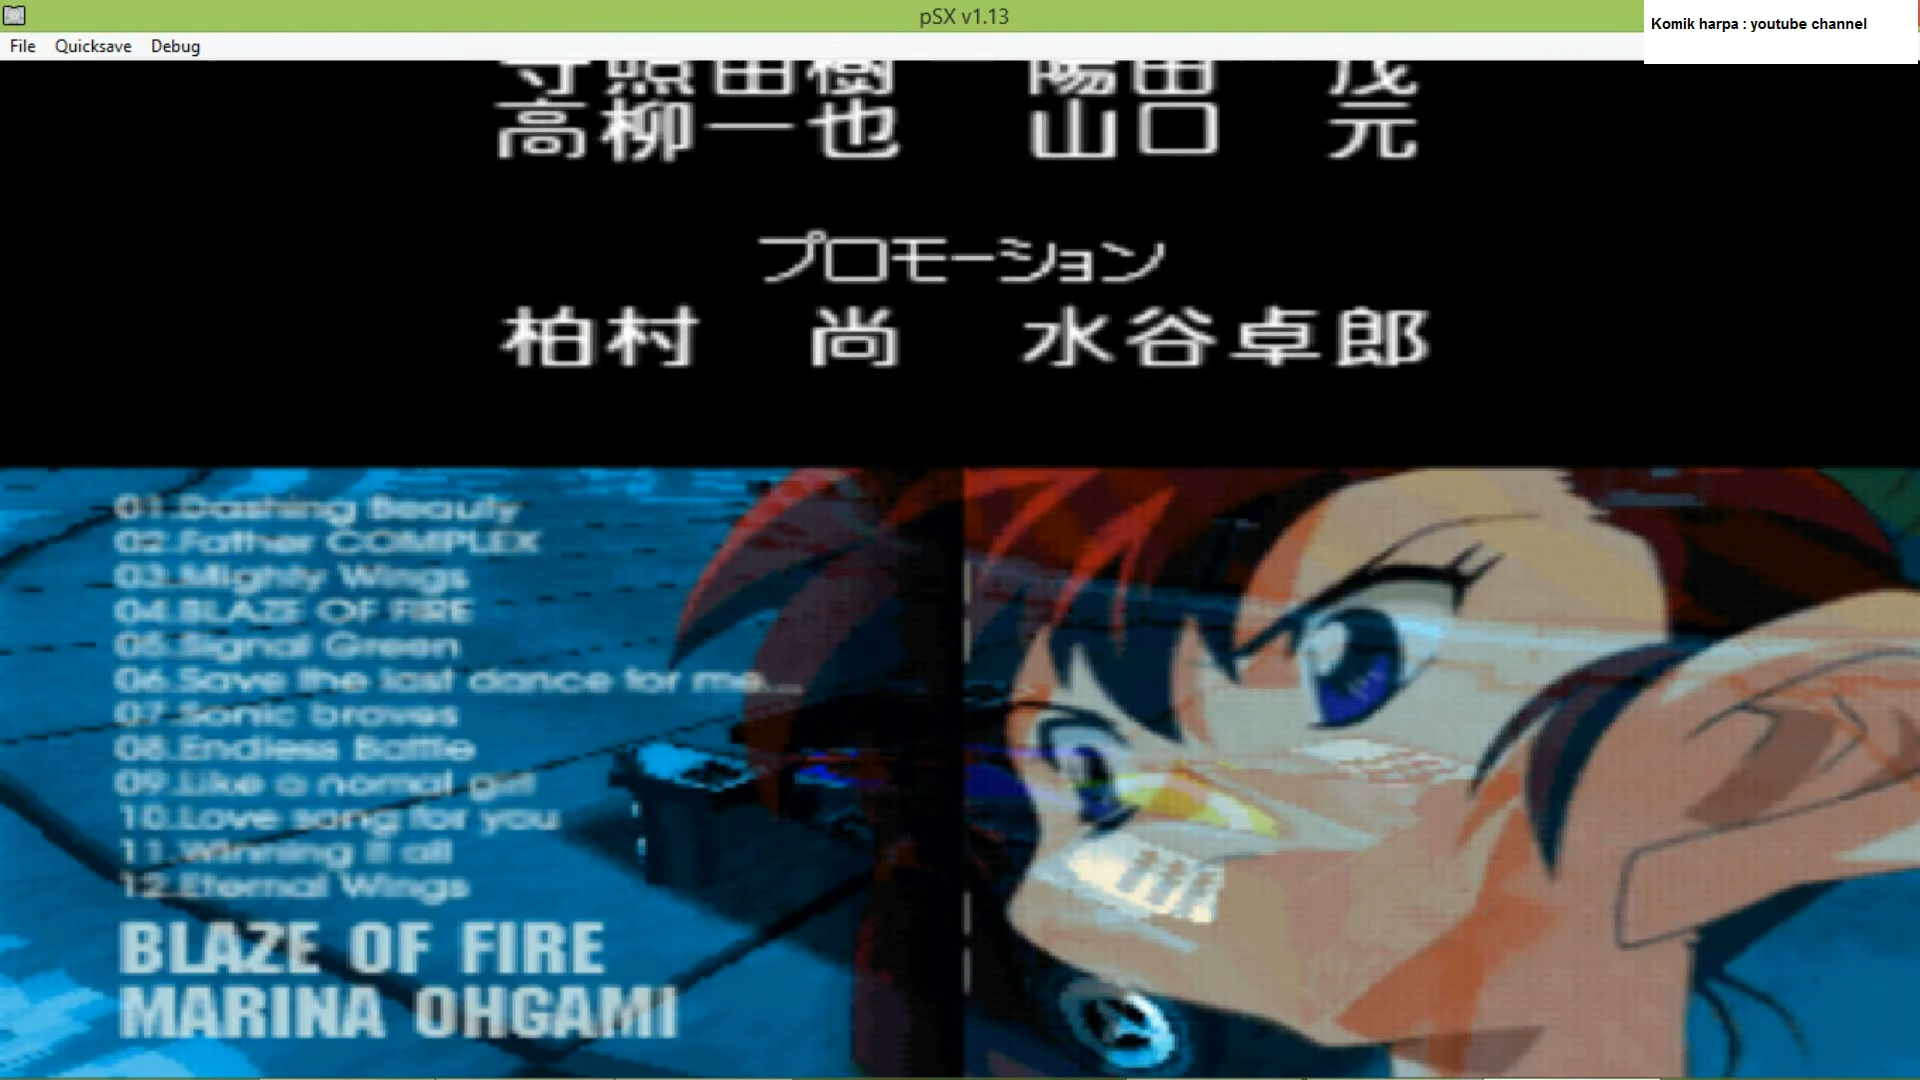 pSX v1.13
Komik harpa : youtube channel
File Quicksave Debug
高柳一也 山口 元
プロモーション
柏村 尚 水谷卓郎
01.Dashing Beauty
02.Father COMPLEX
03.Mighty Wings
04.BLAZE OF FIRE
05.Signal Green
06.Save the last dance for me...
07.Sonic braves
08.Endless Battle
09.Like a normal girl
10.Love song for you
11.Winning it all
12.Eternal Wings
BLAZE OF FIRE
MARINA OHGAMI